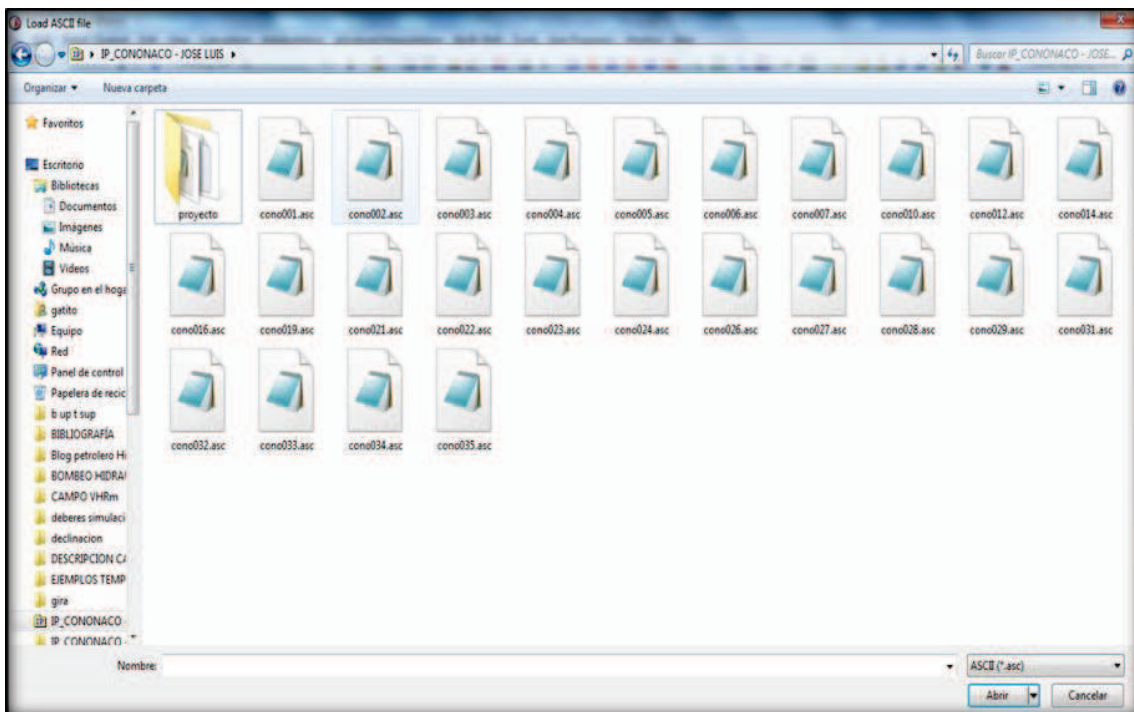 Load ASCII file
IP_CONONACO - JOSE LUIS
Buscar IP_CONONACO - JOSE...
Organizar
Nueva carpeta
Favoritos
Escritorio
Bibliotecas
Documentos
Imágenes
Música
Videos
Grupo en el hoga
gatito
Equipo
Red
Panel de control
Papelera de recic
b up t sup
BIBLIOGRAFÍA
Blog petrolero Hi
BOMBEO HIDRA
CAMPO VHRm
deberes simulaci
declinacion
DESCRIPCION CA
EJEMPLOS TEMP
gira
IP_CONONACO -
IP_CONONACO -
proyecto cono001.asc cono002.asc cono003.asc cono004.asc cono005.asc cono006.asc cono007.asc cono010.asc cono012.asc cono014.asc
cono016.asc cono019.asc cono021.asc cono022.asc cono023.asc cono024.asc cono026.asc cono027.asc cono028.asc cono029.asc cono031.asc
cono032.asc cono033.asc cono034.asc cono035.asc
Nombre:
ASCII (*.asc)
Abrir Cancelar